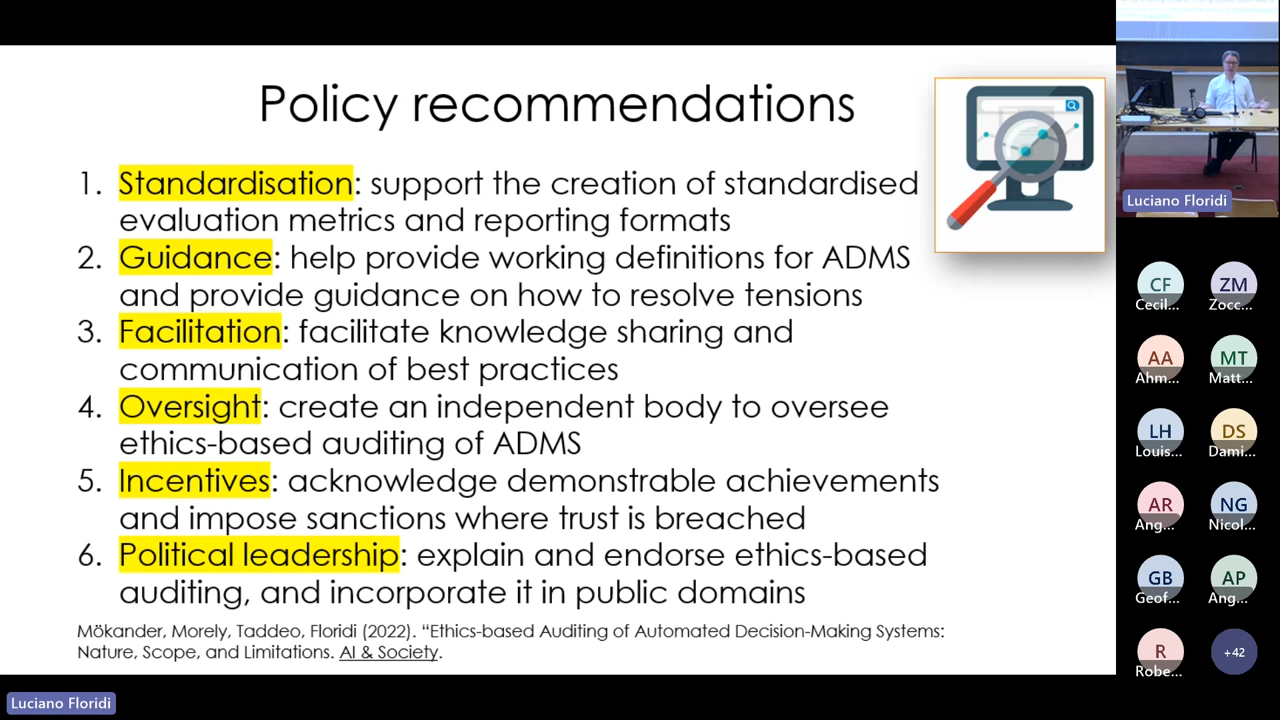 Policy recommendations
1. Standardisation: support the creation of standardised
evaluation metrics and reporting formats
2. Guidance: help provide working definitions for ADMS
and provide guidance on how to resolve tensions
3. Facilitation: facilitate knowledge sharing and
communication of best practices
4. Oversight: create an independent body to oversee
ethics-based auditing of ADMS
5. Incentives: acknowledge demonstrable achievements
and impose sanctions where trust is breached
6. Political leadership: explain and endorse ethics-based
auditing, and incorporate it in public domains
Mökander, Morely, Taddeo, Floridi (2022). “Ethics-based Auditing of Automated Decision-Making Systems:
Nature, Scope, and Limitations. AI & Society.
Luciano Floridi
Luciano Floridi
CF
Cecil...
ZM
Zocc...
AA
Ahm...
MT
Matt...
LH
Louis...
DS
Dami...
AR
Ang...
NG
Nicol...
GB
Geof...
AP
Ang...
R
Robe...
+42